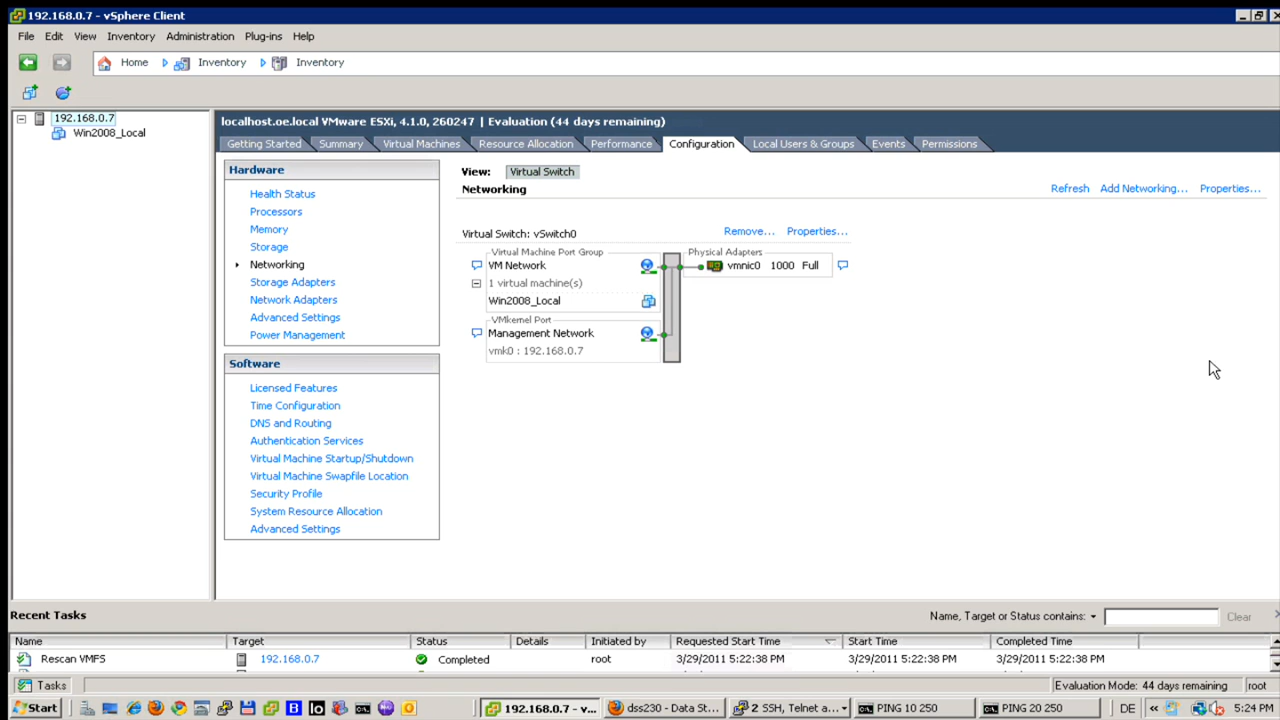 192.168.0.7 - vSphere Client
File Edit View Inventory Administration Plug-ins Help
Home Inventory Inventory
192.168.0.7
Win2008_Local
localhost.oe.local VMware ESXi, 4.1.0, 260247 | Evaluation (44 days remaining)
Getting Started Summary Virtual Machines Resource Allocation Performance Configuration Local Users & Groups Events Permissions
Hardware
Health Status
Processors
Memory
Storage
Networking
Storage Adapters
Network Adapters
Advanced Settings
Power Management
Software
Licensed Features
Time Configuration
DNS and Routing
Authentication Services
Virtual Machine Startup/Shutdown
Virtual Machine Swapfile Location
Security Profile
System Resource Allocation
Advanced Settings
View: Virtual Switch
Networking
Refresh Add Networking... Properties...
Virtual Switch: vSwitch0 Remove... Properties...
Virtual Machine Port Group
VM Network
1 virtual machine(s)
Win2008_Local
VMkernel Port
Management Network
vmk0 : 192.168.0.7
Physical Adapters
vmnic0 1000 Full
Recent Tasks
Name, Target or Status contains: Clear
Name Target Status Details Initiated by Requested Start Time Start Time Completed Time
Rescan VMFS 192.168.0.7 Completed root 3/29/2011 5:22:38 PM 3/29/2011 5:22:38 PM 3/29/2011 5:22:38 PM
Tasks Evaluation Mode: 44 days remaining root
Start 192.168.0.7 - v... dss230 - Data St... 2 SSH, Telnet a... PING 10 250 PING 20 250 DE 5:24 PM